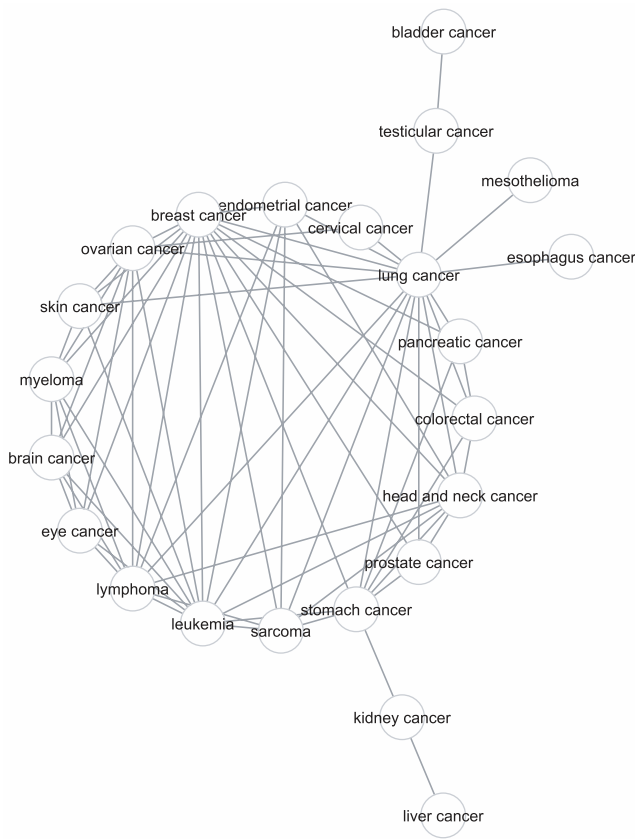 bladder cancer
testicular cancer
mesothelioma
endometrial cancer
breast cancer
cervical cancer
ovarian cancer
esophagus cancer
lung cancer
skin cancer
pancreatic cancer
myeloma
colorectal cancer
brain cancer
head and neck cancer
eye cancer
prostate cancer
lymphoma
stomach cancer
leukemia
sarcoma
kidney cancer
liver cancer